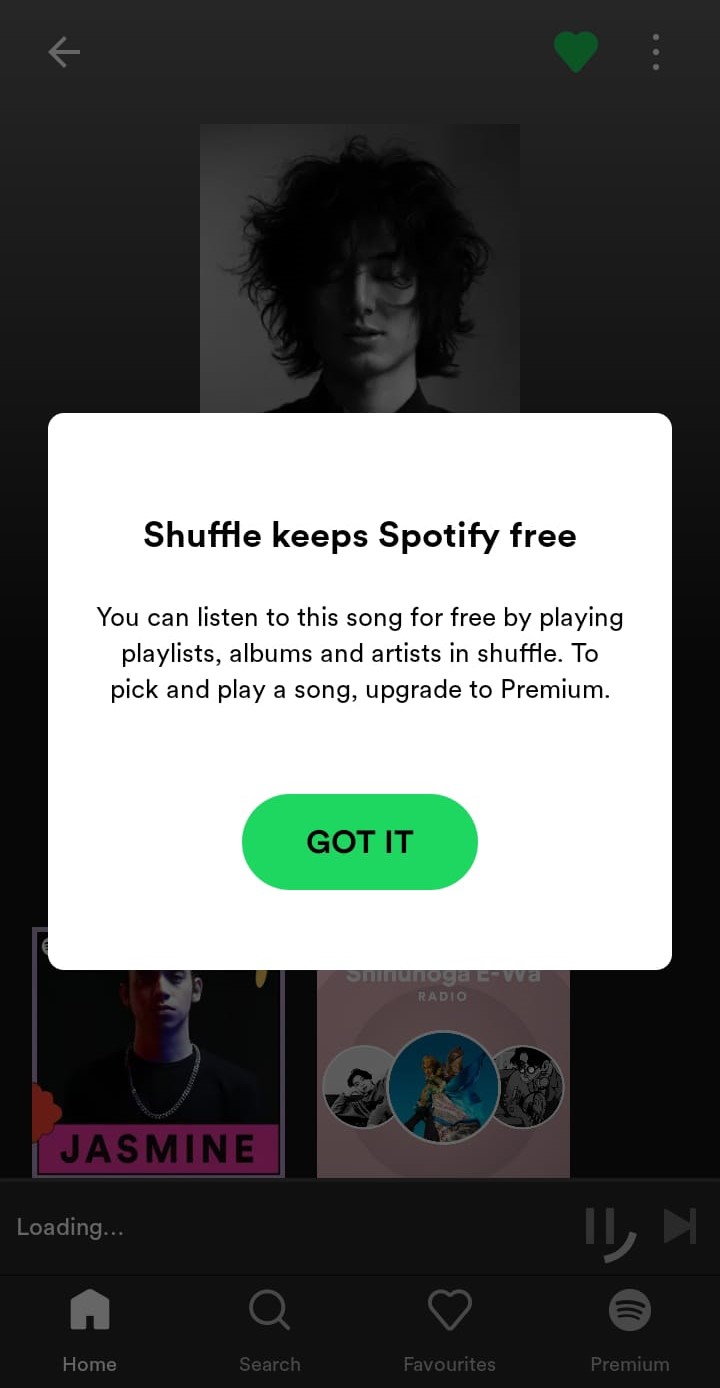 Shuffle keeps Spotify free
You can listen to this song for free by playing
playlists, albums and artists in shuffle. To
pick and play a song, upgrade to Premium.
GOT IT
JASMINE
Shinunoga E-Wa
RADIO
Loading...
Home
Search
Favourites
Premium